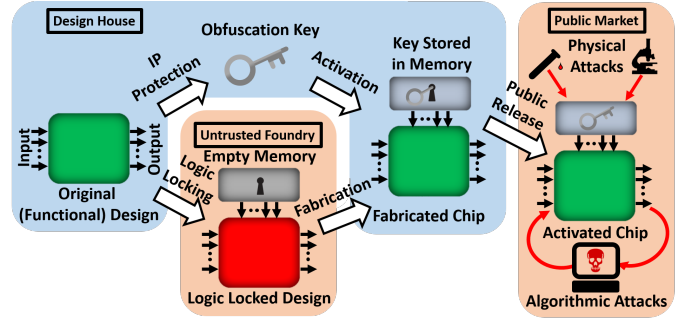 Design House
Obfuscation Key
IP
Protection
Activation
Key Stored
in Memory
Public
Release
Public Market
Physical
Attacks
Input
Output
Original
(Functional) Design
Logic
Locking
Untrusted Foundry
Empty Memory
Logic Locked Design
Fabrication
Fabricated Chip
Activated Chip
Algorithmic Attacks